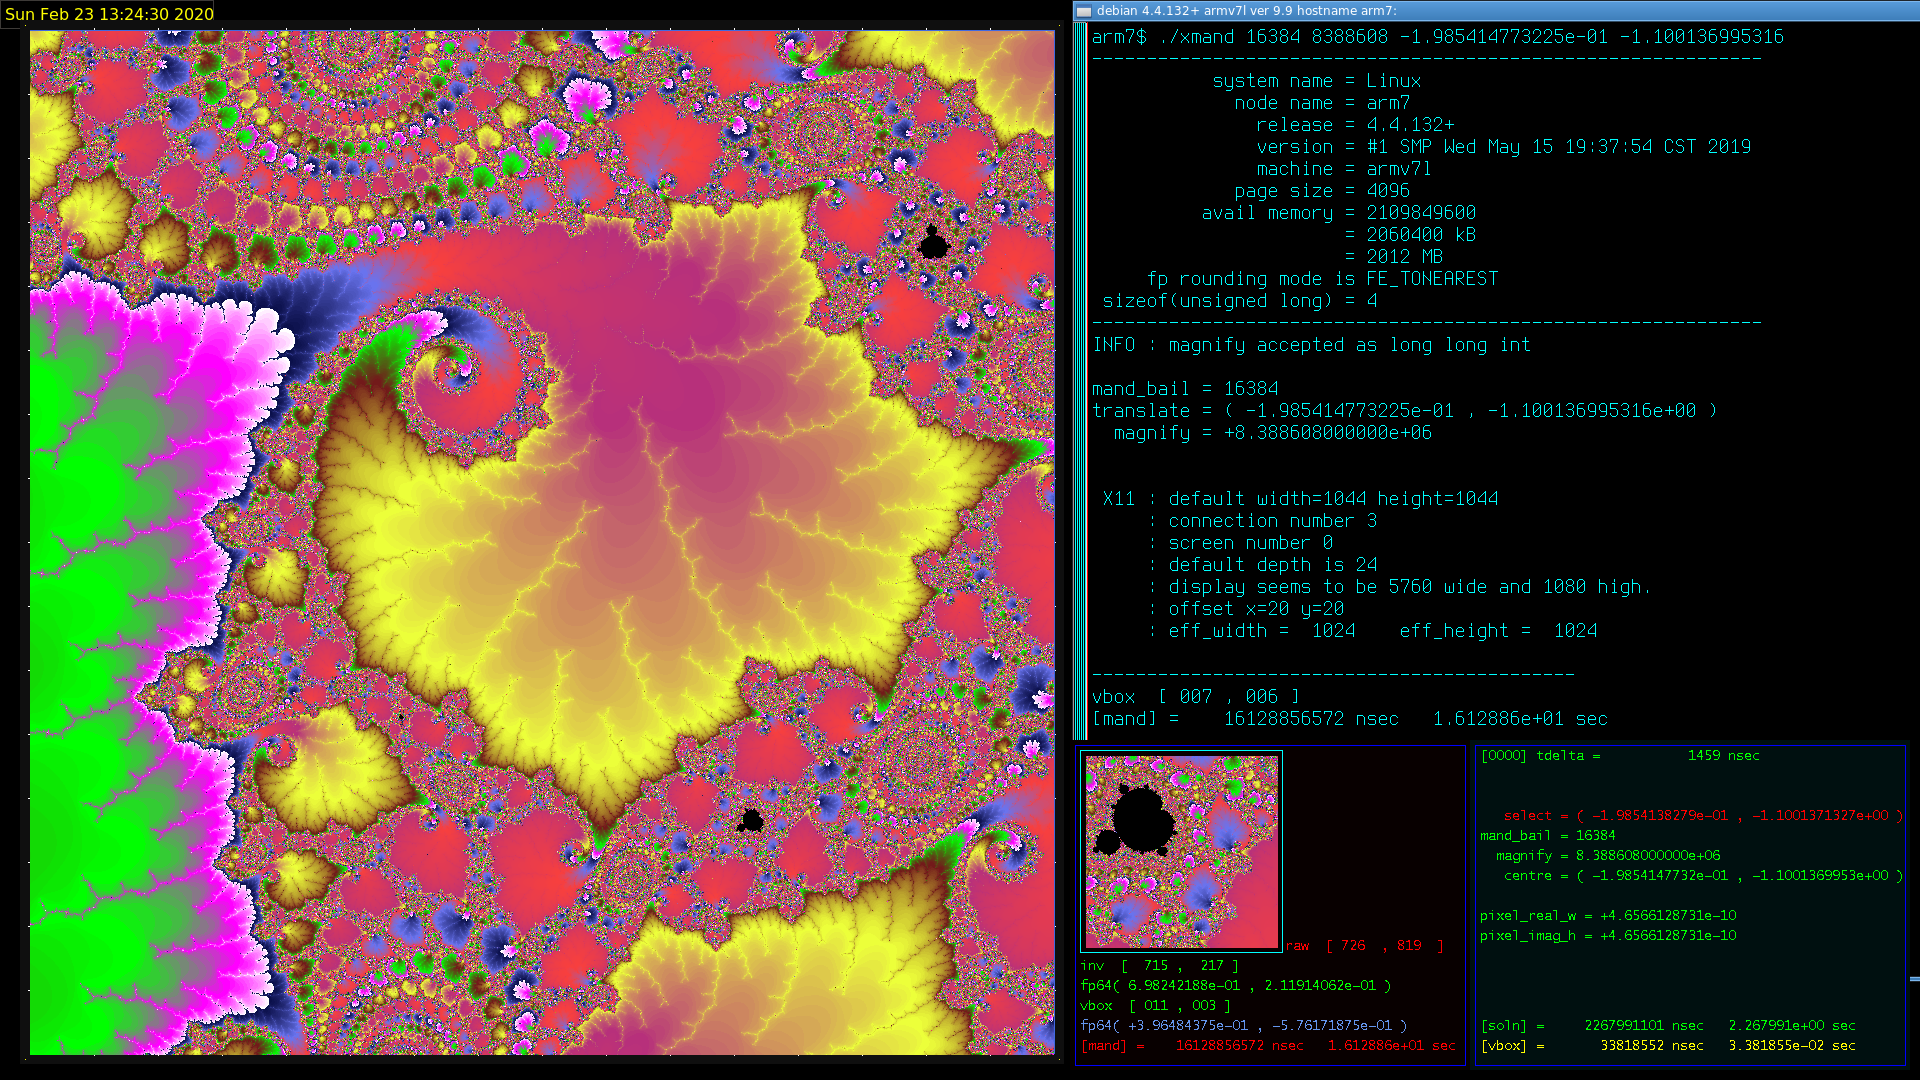 Sun Feb 23 13:24:30 2020
debian 4.4.132+ armv7l ver 9.9 hostname arm7:
arm7$ ./xmand 16384 8388608 -1.985414773225e-01 -1.100136995316
-------------------------------------------------------------
system name = Linux
node name = arm7
release = 4.4.132+
version = #1 SMP Wed May 15 19:37:54 CST 2019
machine = armv7l
page size = 4096
avail memory = 2109849600
= 2060400 kB
= 2012 MB
fp rounding mode is FE_TONEAREST
sizeof(unsigned long) = 4
-------------------------------------------------------------
INFO : magnify accepted as long long int
mand_bail = 16384
translate = ( -1.985414773225e-01 , -1.100136995316e+00 )
magnify = +8.388608000000e+06
X11 : default width=1044 height=1044
: connection number 3
: screen number 0
: default depth is 24
: display seems to be 5760 wide and 1080 high.
: offset x=20 y=20
: eff_width =  1024    eff_height =  1024
--------------------------------------------
vbox  [ 007 , 006 ]
[mand] =    16128856572 nsec   1.612886e+01 sec
raw  [ 726  , 819  ]
inv  [  715 ,  217 ]
fp64( 6.98242188e-01 , 2.11914062e-01 )
vbox  [ 011 , 003 ]
fp64( +3.96484375e-01 , -5.76171875e-01 )
[mand] =    16128856572 nsec   1.612886e+01 sec
[0000] tdelta =           1459 nsec
select = ( -1.9854138279e-01 , -1.1001371327e+00 )
mand_bail = 16384
magnify = 8.388608000000e+06
centre = ( -1.9854147732e-01 , -1.1001369953e+00 )
pixel_real_w = +4.6566128731e-10
pixel_imag_h = +4.6566128731e-10
[soln] =     2267991101 nsec   2.267991e+00 sec
[vbox] =       33818552 nsec   3.381855e-02 sec